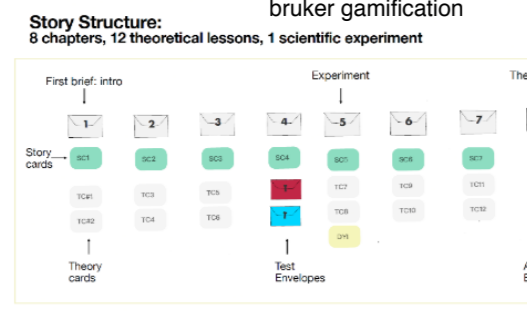 bruker gamification
Story Structure:
8 chapters, 12 theoretical lessons, 1 scientific experiment
First brief: intro
Experiment
The
1 2 3 4 5 6 7
Story cards
SC1 SC2 SC3 SC4 SC5 SC6 SC7
TC#1 TC3 TC5 TC7 TC9 TC11
TC#2 TC4 TC6 TC8 TC10 TC12
Theory
cards
Test
Envelopes